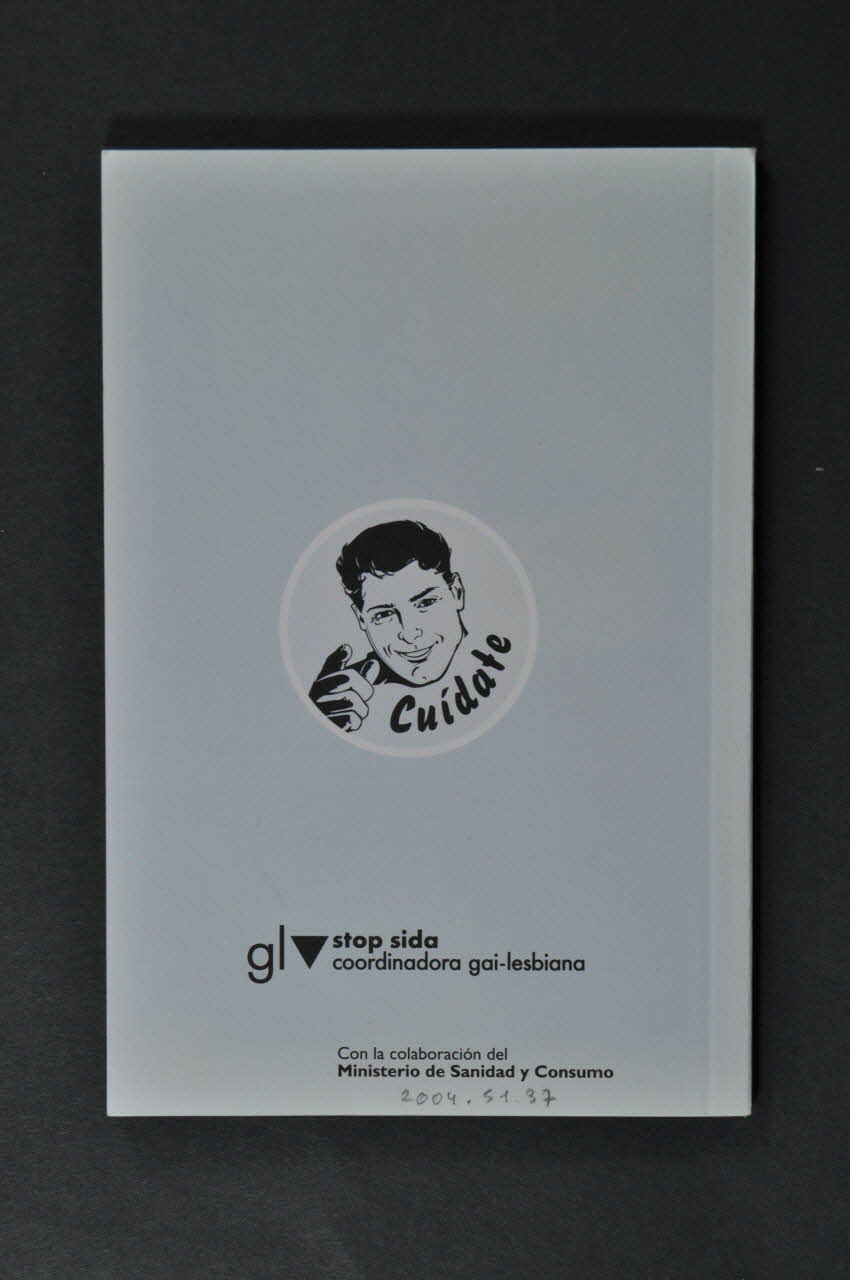 Cuídate
gl stop sida
coordinadora gai-lesbiana
Con la colaboración del
Ministerio de Sanidad y Consumo
2004.51.37